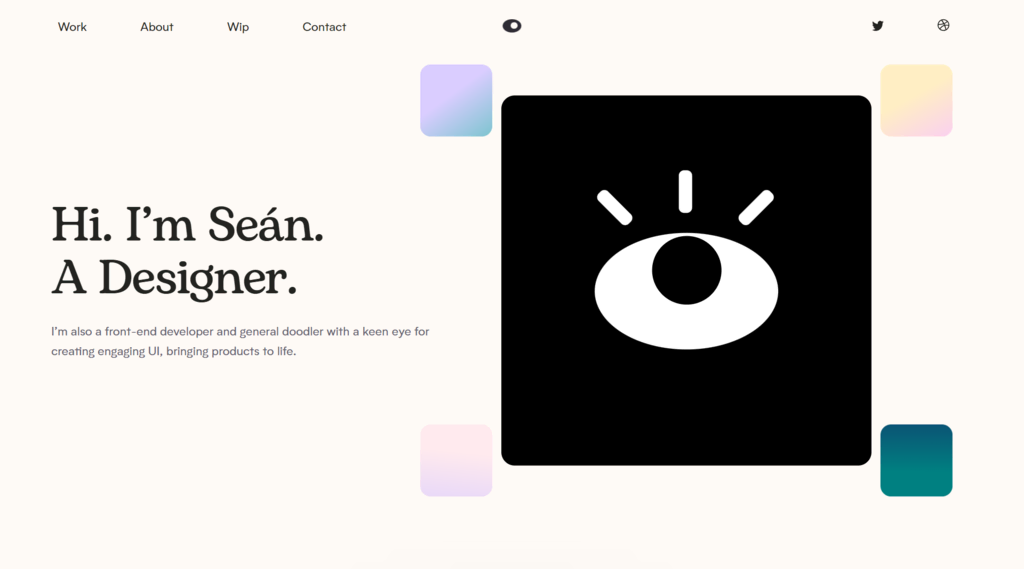 Work
About
Wip
Contact
Hi. I’m Seán.
A Designer.
I’m also a front-end developer and general doodler with a keen eye for
creating engaging UI, bringing products to life.